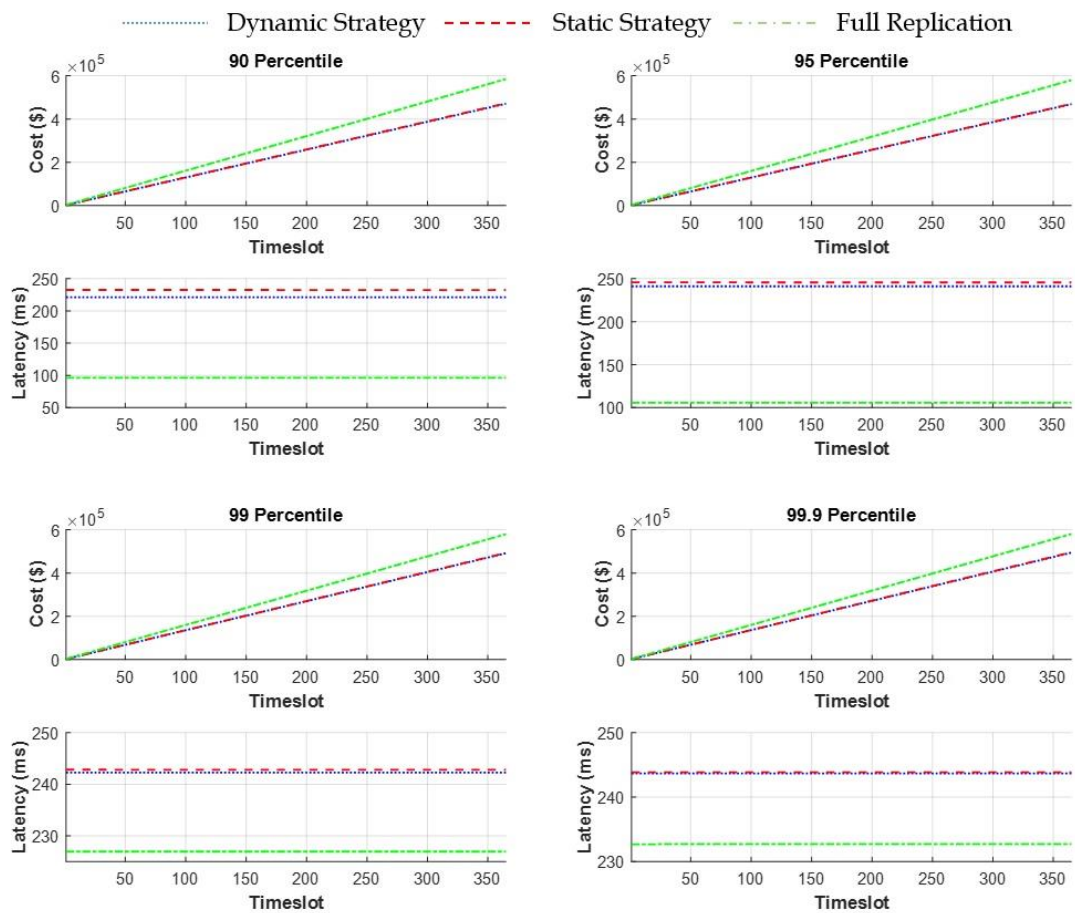 Dynamic Strategy Static Strategy Full Replication
90 Percentile
×10^5
6
4
2
0
Cost ($)
50 100 150 200 250 300 350
Timeslot
250
200
150
100
50
Latency (ms)
50 100 150 200 250 300 350
Timeslot
95 Percentile
×10^5
6
4
2
0
Cost ($)
50 100 150 200 250 300 350
Timeslot
250
200
150
100
Latency (ms)
50 100 150 200 250 300 350
Timeslot
99 Percentile
×10^5
6
4
2
0
Cost ($)
50 100 150 200 250 300 350
Timeslot
250
240
230
Latency (ms)
50 100 150 200 250 300 350
Timeslot
99.9 Percentile
×10^5
6
4
2
0
Cost ($)
50 100 150 200 250 300 350
Timeslot
250
240
230
Latency (ms)
50 100 150 200 250 300 350
Timeslot